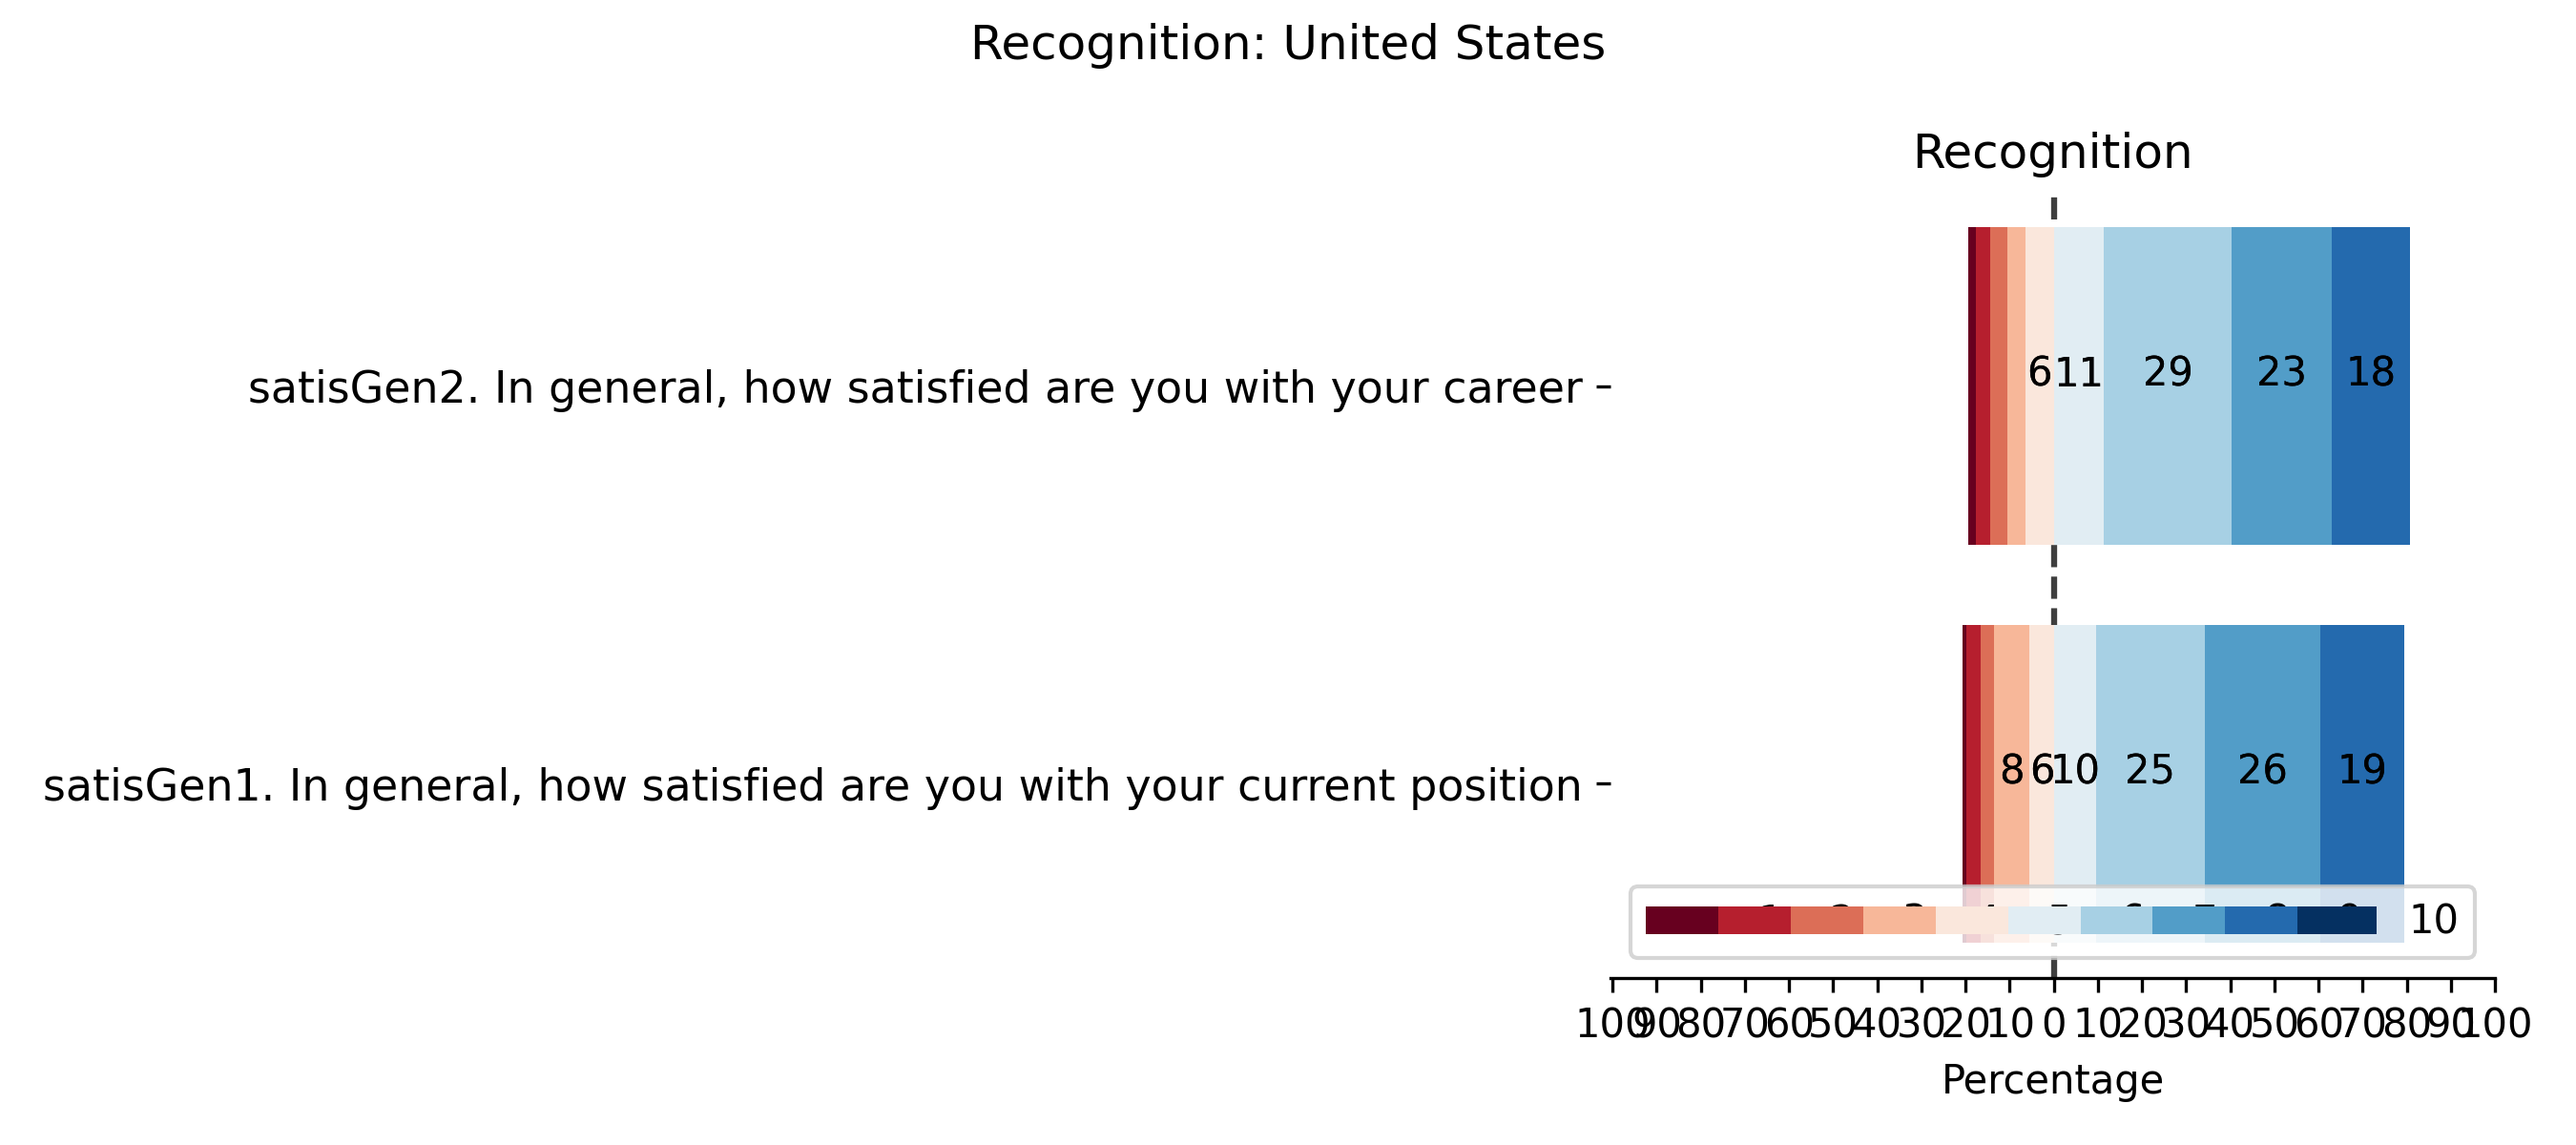 Recognition: United States
Recognition
satisGen2. In general, how satisfied are you with your career
6 11 29 23 18
satisGen1. In general, how satisfied are you with your current position
8 6 10 25 26 19
10
100 90 80 70 60 50 40 30 20 10 0 10 20 30 40 50 60 70 80 90 100
Percentage